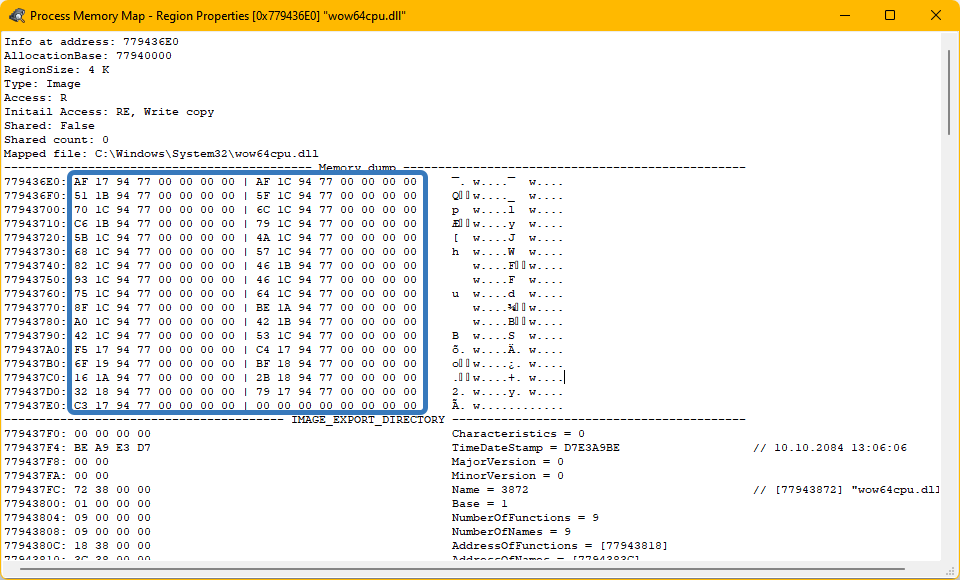 Process Memory Map - Region Properties [0x779436E0] "wow64cpu.dll"
Info at address: 779436E0
AllocationBase: 77940000
RegionSize: 4 K
Type: Image
Access: R
Initail Access: RE, Write copy
Shared: False
Shared count: 0
Mapped file: C:\Windows\System32\wow64cpu.dll
------------------------------------------------ Memory dump -------------------------------------------------
779436E0: AF 17 94 77 00 00 00 00 | AF 1C 94 77 00 00 00 00 ¯. w....¯ w....
779436F0: 51 1B 94 77 00 00 00 00 | 5F 1C 94 77 00 00 00 00 Q w...._ w....
77943700: 70 1C 94 77 00 00 00 00 | 6C 1C 94 77 00 00 00 00 p w....l w....
77943710: C6 1B 94 77 00 00 00 00 | 79 1C 94 77 00 00 00 00 Æ w....y w....
77943720: 5B 1C 94 77 00 00 00 00 | 4A 1C 94 77 00 00 00 00 [ w....J w....
77943730: 68 1C 94 77 00 00 00 00 | 57 1C 94 77 00 00 00 00 h w....W w....
77943740: 82 1C 94 77 00 00 00 00 | 46 1B 94 77 00 00 00 00 w....F w....
77943750: 93 1C 94 77 00 00 00 00 | 46 1C 94 77 00 00 00 00 w....F w....
77943760: 75 1C 94 77 00 00 00 00 | 64 1C 94 77 00 00 00 00 u w....d w....
77943770: 8F 1C 94 77 00 00 00 00 | BE 1A 94 77 00 00 00 00 w....¾ w....
77943780: A0 1C 94 77 00 00 00 00 | 42 1B 94 77 00 00 00 00 w....B w....
77943790: 42 1C 94 77 00 00 00 00 | 53 1C 94 77 00 00 00 00 B w....S w....
779437A0: F5 17 94 77 00 00 00 00 | C4 17 94 77 00 00 00 00 õ. w....Ä. w....
779437B0: 6F 19 94 77 00 00 00 00 | BF 18 94 77 00 00 00 00 o w....¿. w....
779437C0: 16 1A 94 77 00 00 00 00 | 2B 18 94 77 00 00 00 00 . w....+. w....
779437D0: 32 18 94 77 00 00 00 00 | 79 17 94 77 00 00 00 00 2. w....y. w....
779437E0: C3 17 94 77 00 00 00 00 | 00 00 00 00 00 00 00 00 Ã. w............
---------------------------------------- IMAGE_EXPORT_DIRECTORY ------------------------------------------
779437F0: 00 00 00 00 Characteristics = 0
779437F4: BE A9 E3 D7 TimeDateStamp = D7E3A9BE // 10.10.2084 13:06:06
779437F8: 00 00 MajorVersion = 0
779437FA: 00 00 MinorVersion = 0
779437FC: 72 38 00 00 Name = 3872 // [77943872] "wow64cpu.dll
77943800: 01 00 00 00 Base = 1
77943804: 09 00 00 00 NumberOfFunctions = 9
77943808: 09 00 00 00 NumberOfNames = 9
7794380C: 18 38 00 00 AddressOfFunctions = [77943818]
77943810: 3C 38 00 00 AddressOfNames = [7794383C]